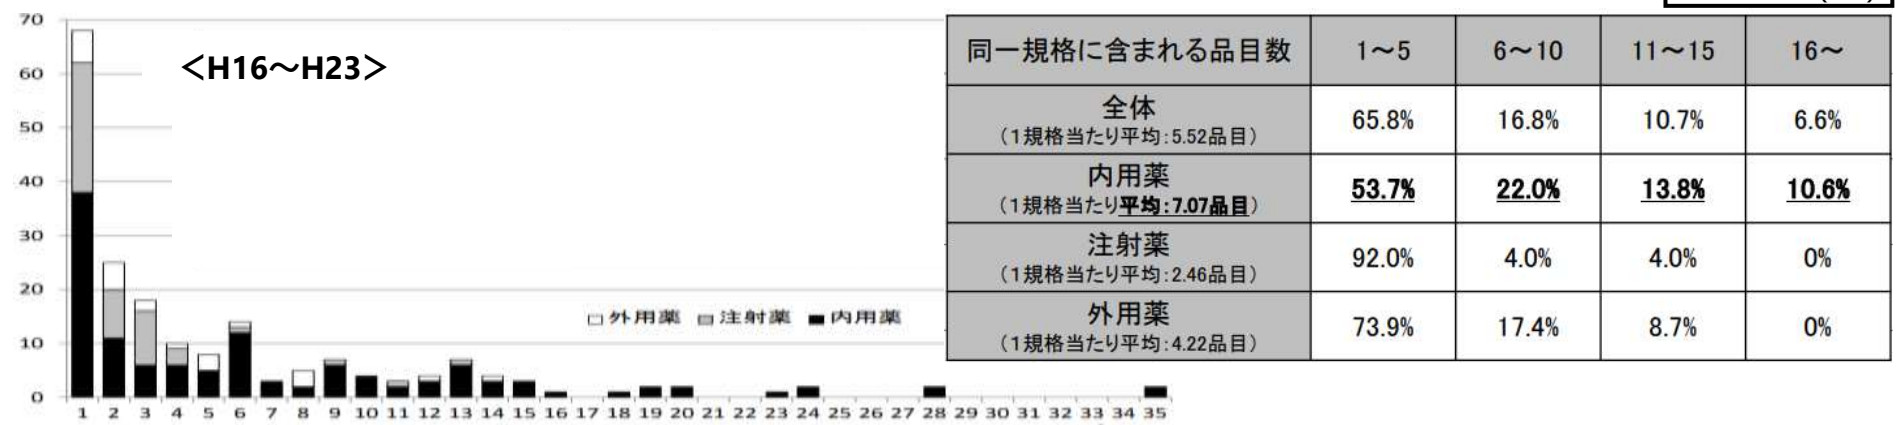 70
60
50
40
30
20
10
0
<H16～H23>
□外用薬 ■注射薬 ■内用薬
1 2 3 4 5 6 7 8 9 10 11 12 13 14 15 16 17 18 19 20 21 22 23 24 25 26 27 28 29 30 31 32 33 34 35
同一規格に含まれる品目数 1～5 6～10 11～15 16～
全体
（1規格当たり平均：5.52品目） 65.8% 16.8% 10.7% 6.6%
内用薬
（1規格当たり平均：7.07品目） 53.7% 22.0% 13.8% 10.6%
注射薬
（1規格当たり平均：2.46品目） 92.0% 4.0% 4.0% 0%
外用薬
（1規格当たり平均：4.22品目） 73.9% 17.4% 8.7% 0%